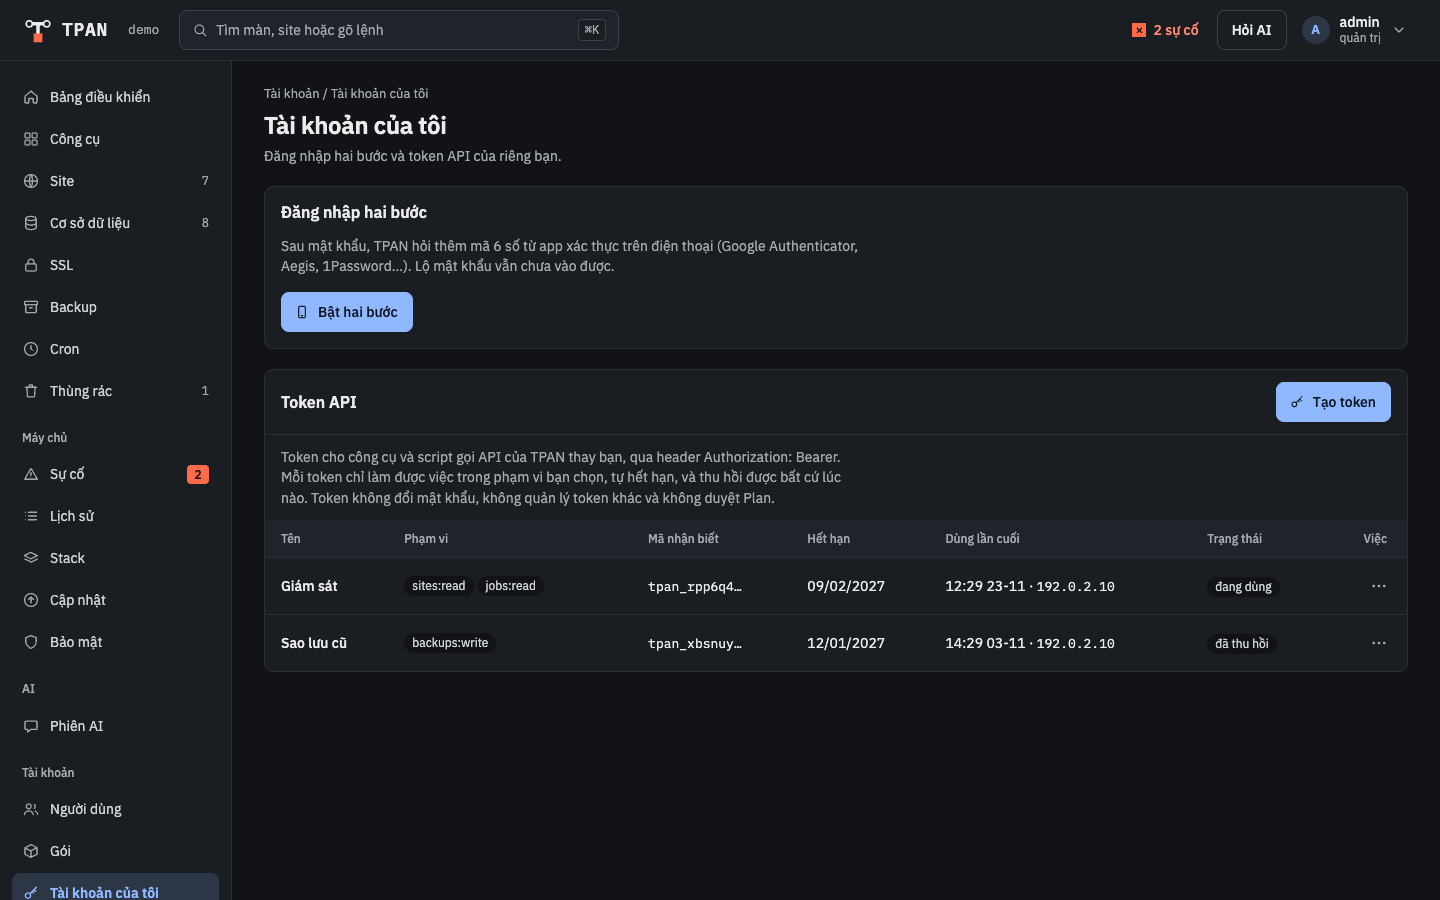 TPAN
demo
Tìm màn, site hoặc gõ lệnh
⌘K
2 sự cố
Hỏi AI
A
admin
quản trị
Bảng điều khiển
Công cụ
Site 7
Cơ sở dữ liệu 8
SSL
Backup
Cron
Thùng rác 1
Máy chủ
Sự cố 2
Lịch sử
Stack
Cập nhật
Bảo mật
AI
Phiên AI
Tài khoản
Người dùng
Gói
Tài khoản của tôi
Tài khoản / Tài khoản của tôi
Tài khoản của tôi
Đăng nhập hai bước và token API của riêng bạn.
Đăng nhập hai bước
Sau mật khẩu, TPAN hỏi thêm mã 6 số từ app xác thực trên điện thoại (Google Authenticator,
Aegis, 1Password…). Lộ mật khẩu vẫn chưa vào được.
Bật hai bước
Token API
Tạo token
Token cho công cụ và script gọi API của TPAN thay bạn, qua header Authorization: Bearer.
Mỗi token chỉ làm được việc trong phạm vi bạn chọn, tự hết hạn, và thu hồi được bất cứ lúc
nào. Token không đổi mật khẩu, không quản lý token khác và không duyệt Plan.
Tên Phạm vi Mã nhận biết Hết hạn Dùng lần cuối Trạng thái Việc
Giám sát sites:read jobs:read tpan_rpp6q4… 09/02/2027 12:29 23-11 · 192.0.2.10 đang dùng ···
Sao lưu cũ backups:write tpan_xbsnuy… 12/01/2027 14:29 03-11 · 192.0.2.10 đã thu hồi ···